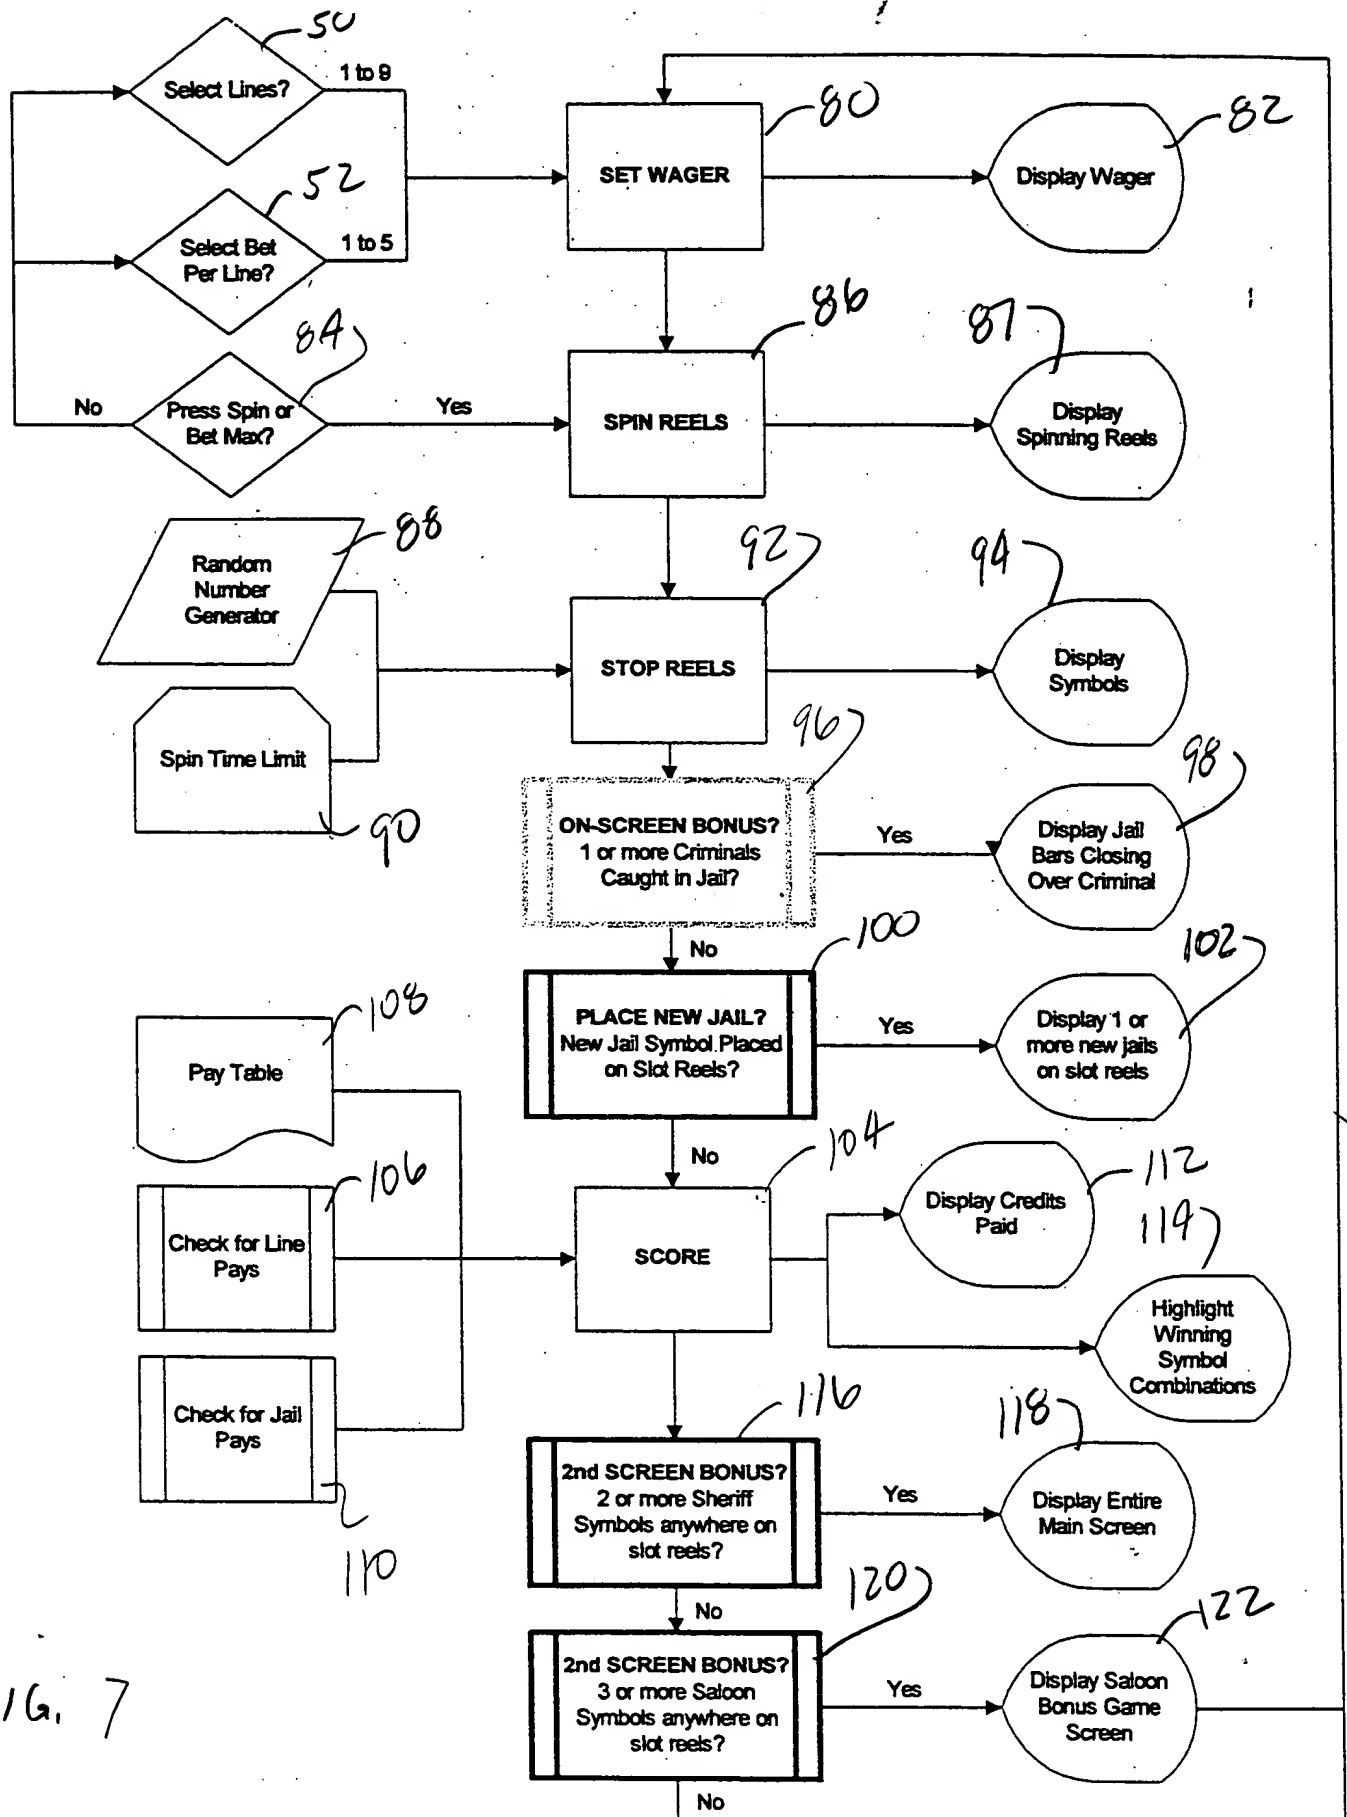 50
Select Lines?
1 to 9
80
SET WAGER
82
Display Wager
52
Select Bet
Per Line?
1 to 5
84
Press Spin or
Bet Max?
No
Yes
86
SPIN REELS
87
Display
Spinning Reels
88
Random
Number
Generator
92
STOP REELS
94
Display
Symbols
Spin Time Limit
90
96
ON-SCREEN BONUS?
1 or more Criminals
Caught in Jail?
Yes
98
Display Jail
Bars Closing
Over Criminal
No
100
PLACE NEW JAIL?
New Jail Symbol Placed
on Slot Reels?
Yes
102
Display 1 or
more new jails
on slot reels
108
Pay Table
No
104
SCORE
106
Check for Line
Pays
112
Display Credits
Paid
114
Highlight
Winning
Symbol
Combinations
Check for Jail
Pays
110
116
2nd SCREEN BONUS?
2 or more Sheriff
Symbols anywhere on
slot reels?
Yes
118
Display Entire
Main Screen
No
120
2nd SCREEN BONUS?
3 or more Saloon
Symbols anywhere on
slot reels?
Yes
122
Display Saloon
Bonus Game
Screen
No
IG. 7